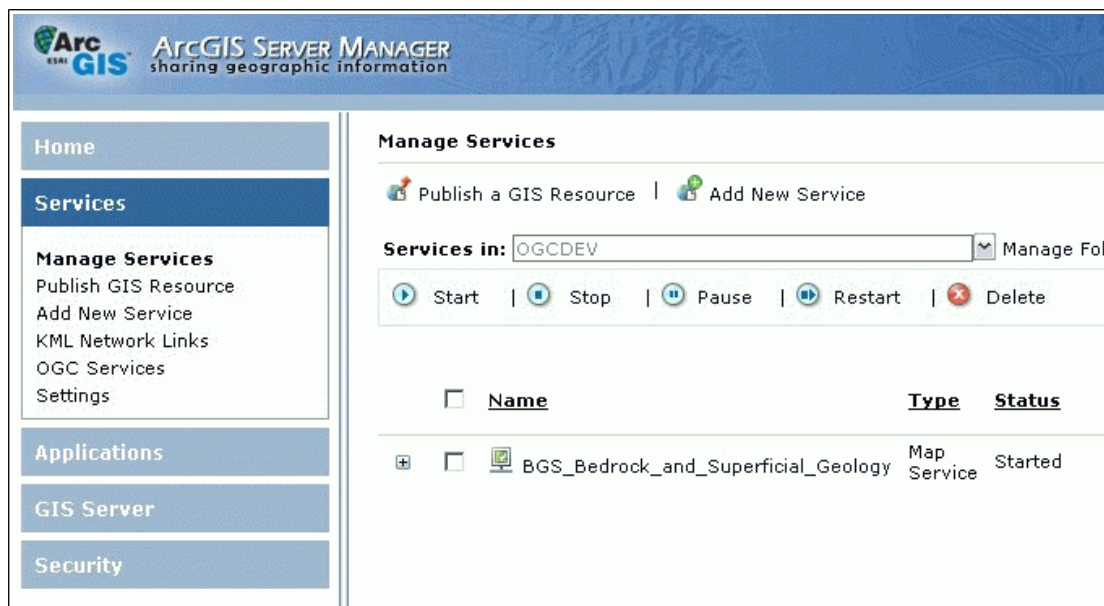 Arc
ESRI GIS
ArcGIS Server Manager
sharing geographic information
Home
Services
Manage Services
Publish GIS Resource
Add New Service
KML Network Links
OGC Services
Settings
Applications
GIS Server
Security
Manage Services
Publish a GIS Resource | Add New Service
Services in: OGCDEV Manage Fol
Start | Stop | Pause | Restart | Delete
Name Type Status
BGS_Bedrock_and_Superficial_Geology Map Service Started